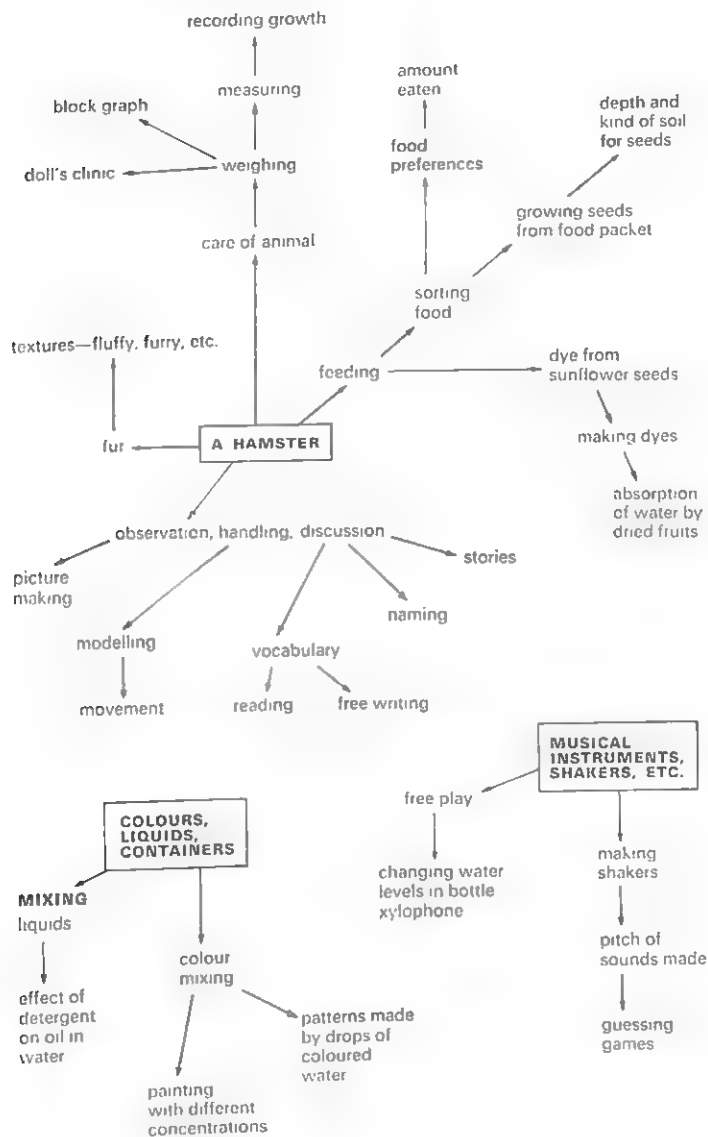 recording growth
measuring
block graph
weighing
doll's clinic
care of animal
amount
eaten
food
preferences
depth and
kind of soil
for seeds
growing seeds
from food packet
sorting
food
textures—fluffy, furry, etc.
feeding
dye from
sunflower seeds
fur
A HAMSTER
making dyes
absorption
of water by
dried fruits
observation, handling, discussion
stories
picture
making
naming
modelling
vocabulary
movement
reading
free writing
MUSICAL
INSTRUMENTS,
SHAKERS, ETC.
free play
COLOURS,
LIQUIDS,
CONTAINERS
changing water
levels in bottle
xylophone
making
shakers
MIXING
liquids
pitch of
sounds made
colour
mixing
effect of
detergent
on oil in
water
patterns made
by drops of
coloured
water
guessing
games
painting
with different
concentrations